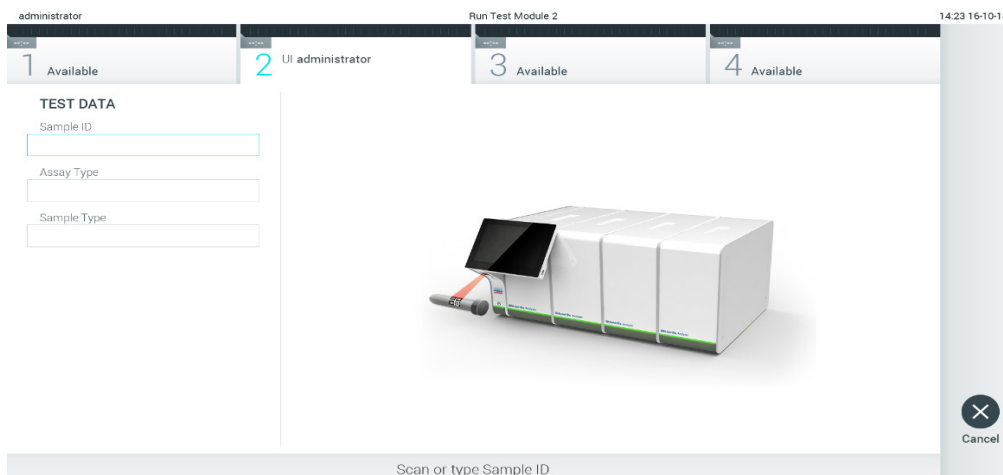 administrator
Run Test Module 2
14:23 16-10-1
--:--
--:--
--:--
--:--
1 Available
2 UI administrator
3 Available
4 Available
TEST DATA
Sample ID
Assay Type
Sample Type
Cancel
Scan or type Sample ID